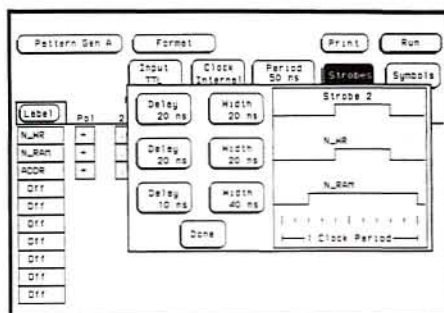 Pattern Gen A Format Print Run
Input TTL Clock Internal Period 50 ns Strobes Symbols
Label Pol 2
Delay 20 ns Width 20 ns Strobe 2
N_WR + N_WR
N_RAM + Delay 20 ns Width 20 ns
ADDR +
Off N_RAM
Off Delay 10 ns Width 40 ns
Off
Off Done 1 Clock Period
Off
Off
Off